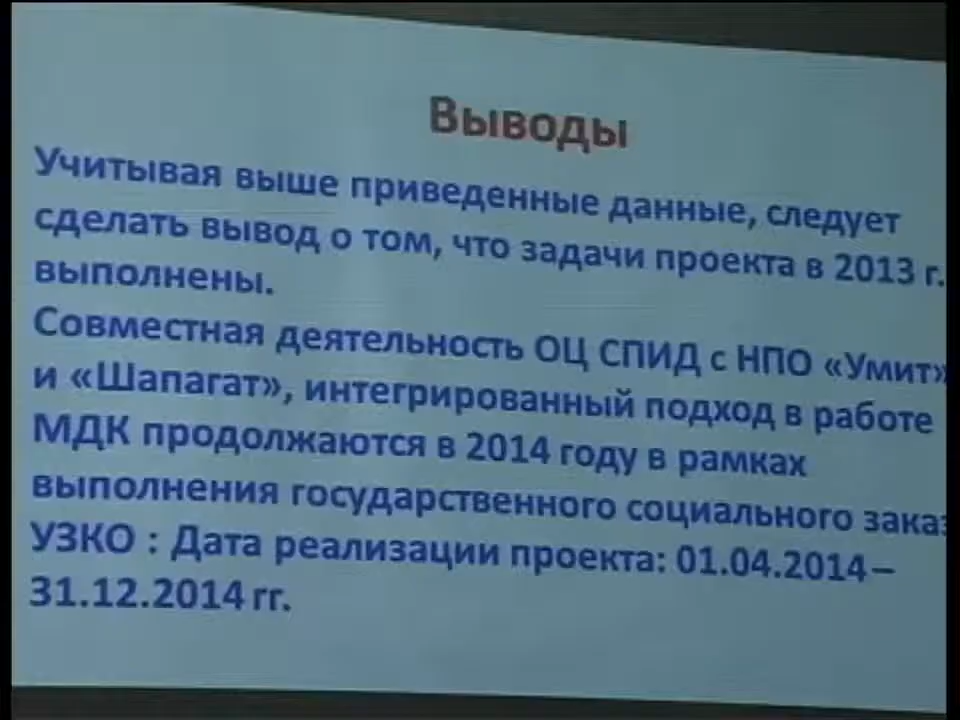 Выводы
Учитывая выше приведенные данные, следует
сделать вывод о том, что задачи проекта в 2013 г.
выполнены.
Совместная деятельность ОЦ СПИД с НПО «Умит»
и «Шапагат», интегрированный подход в работе
МДК продолжаются в 2014 году в рамках
выполнения государственного социального
УЗКО : Дата реализации проекта: 01.04.2014–
31.12.2014 гг.